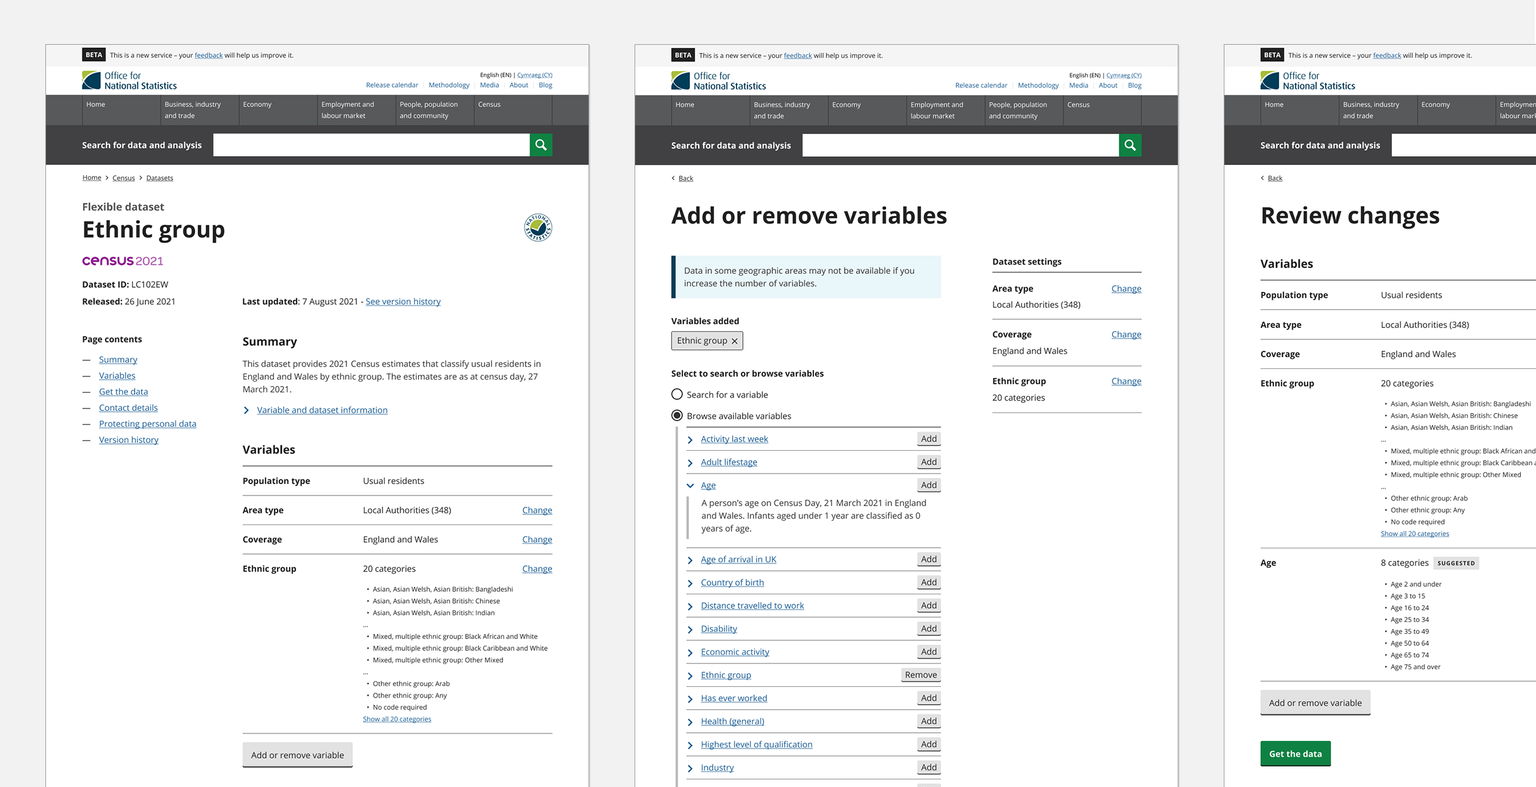 BETA This is a new service – your feedback will help us improve it.
Office for
National Statistics
English (EN) | Cymraeg (CY)
Release calendar Methodology Media About Blog
Home Business, industry and trade Economy Employment and labour market People, population and community Census
Search for data and analysis
Home Census Datasets
Flexible dataset
Ethnic group
NATIONAL STATISTICS
census2021
Dataset ID: LC102EW
Released: 26 June 2021 Last updated: 7 August 2021 - See version history
Page contents
— Summary
— Variables
— Get the data
— Contact details
— Protecting personal data
— Version history
Summary
This dataset provides 2021 Census estimates that classify usual residents in
England and Wales by ethnic group. The estimates are as at census day, 27
March 2021.
Variable and dataset information
Variables
Population type Usual residents
Area type Local Authorities (348) Change
Coverage England and Wales Change
Ethnic group 20 categories Change
• Asian, Asian Welsh, Asian British: Bangladeshi
• Asian, Asian Welsh, Asian British: Chinese
• Asian, Asian Welsh, Asian British: Indian
...
• Mixed, multiple ethnic group: Black African and White
• Mixed, multiple ethnic group: Black Caribbean and White
• Mixed, multiple ethnic group: Other Mixed
...
• Other ethnic group: Arab
• Other ethnic group: Any
• No code required
Show all 20 categories
Add or remove variable
BETA This is a new service – your feedback will help us improve it.
Office for
National Statistics
English (EN) | Cymraeg (CY)
Release calendar Methodology Media About Blog
Home Business, industry and trade Economy Employment and labour market People, population and community Census
Search for data and analysis
Back
Add or remove variables
Data in some geographic areas may not be available if you
increase the number of variables.
Variables added
Ethnic group ×
Select to search or browse variables
Search for a variable
Browse available variables
Activity last week Add
Adult lifestage Add
Age Add
A person's age on Census Day, 21 March 2021 in England
and Wales. Infants aged under 1 year are classified as 0
years of age.
Age of arrival in UK Add
Country of birth Add
Distance travelled to work Add
Disability Add
Economic activity Add
Ethnic group Remove
Has ever worked Add
Health (general) Add
Highest level of qualification Add
Industry Add
Dataset settings
Area type Change
Local Authorities (348)
Coverage Change
England and Wales
Ethnic group Change
20 categories
BETA This is a new service – your feedback will help us improve it.
Office for
National Statistics
Home Business, industry and trade Economy labour
Search for data and analysis
Back
Review changes
Variables
Population type Usual residents
Area type Local Authorities (348)
Coverage England and Wales
Ethnic group 20 categories
• Asian, Asian Welsh, Asian British: Bangladeshi
• Asian, Asian Welsh, Asian British: Chinese
• Asian, Asian Welsh, Asian British: Indian
...
• Mixed, multiple ethnic group: Black African and
• Mixed, multiple ethnic group: Black Caribbean
• Mixed, multiple ethnic group: Other Mixed
...
• Other ethnic group: Arab
• Other ethnic group: Any
• No code required
Show all 20 categories
Age 8 categories SUGGESTED
• Age 2 and under
• Age 3 to 15
• Age 16 to 24
• Age 25 to 34
• Age 35 to 49
• Age 50 to 64
• Age 65 to 74
• Age 75 and over
Add or remove variable
Get the data